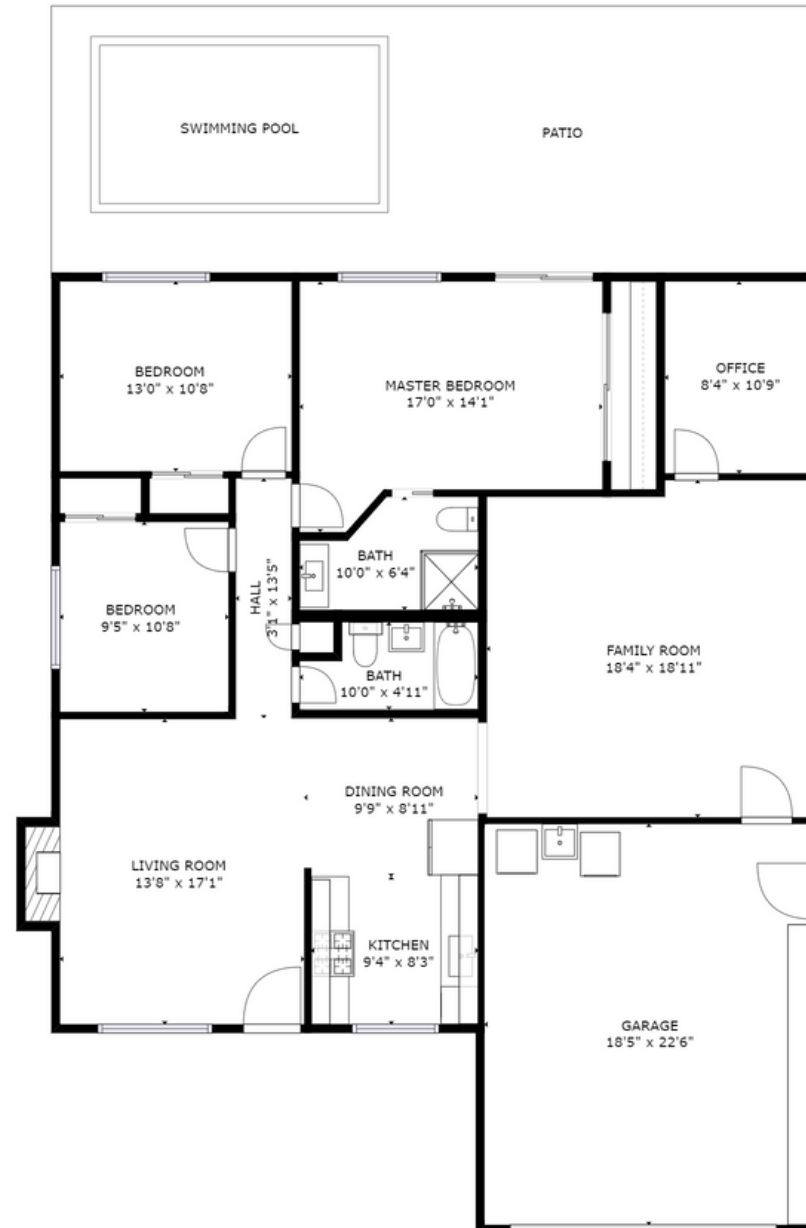 SWIMMING POOL
PATIO
BEDROOM
13'0" x 10'8"
MASTER BEDROOM
17'0" x 14'1"
OFFICE
8'4" x 10'9"
BATH
10'0" x 6'4"
HALL
3'1" x 13'5"
BEDROOM
9'5" x 10'8"
FAMILY ROOM
18'4" x 18'11"
BATH
10'0" x 4'11"
DINING ROOM
9'9" x 8'11"
LIVING ROOM
13'8" x 17'1"
KITCHEN
9'4" x 8'3"
GARAGE
18'5" x 22'6"